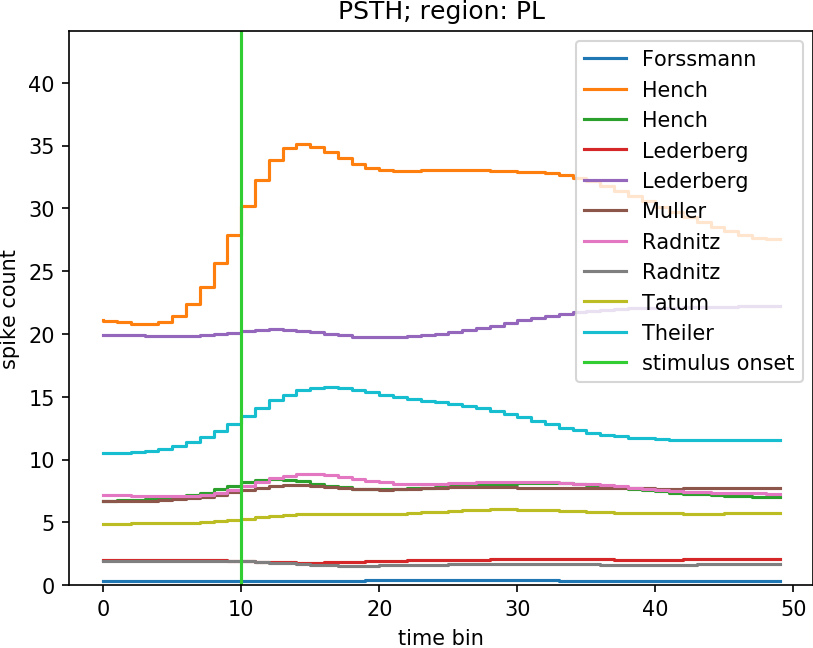 PSTH; region: PL
spike count
40
35
30
25
20
15
10
5
0
Forssmann
Hench
Hench
Lederberg
Lederberg
Muller
Radnitz
Radnitz
Tatum
Theiler
stimulus onset
0 10 20 30 40 50
time bin